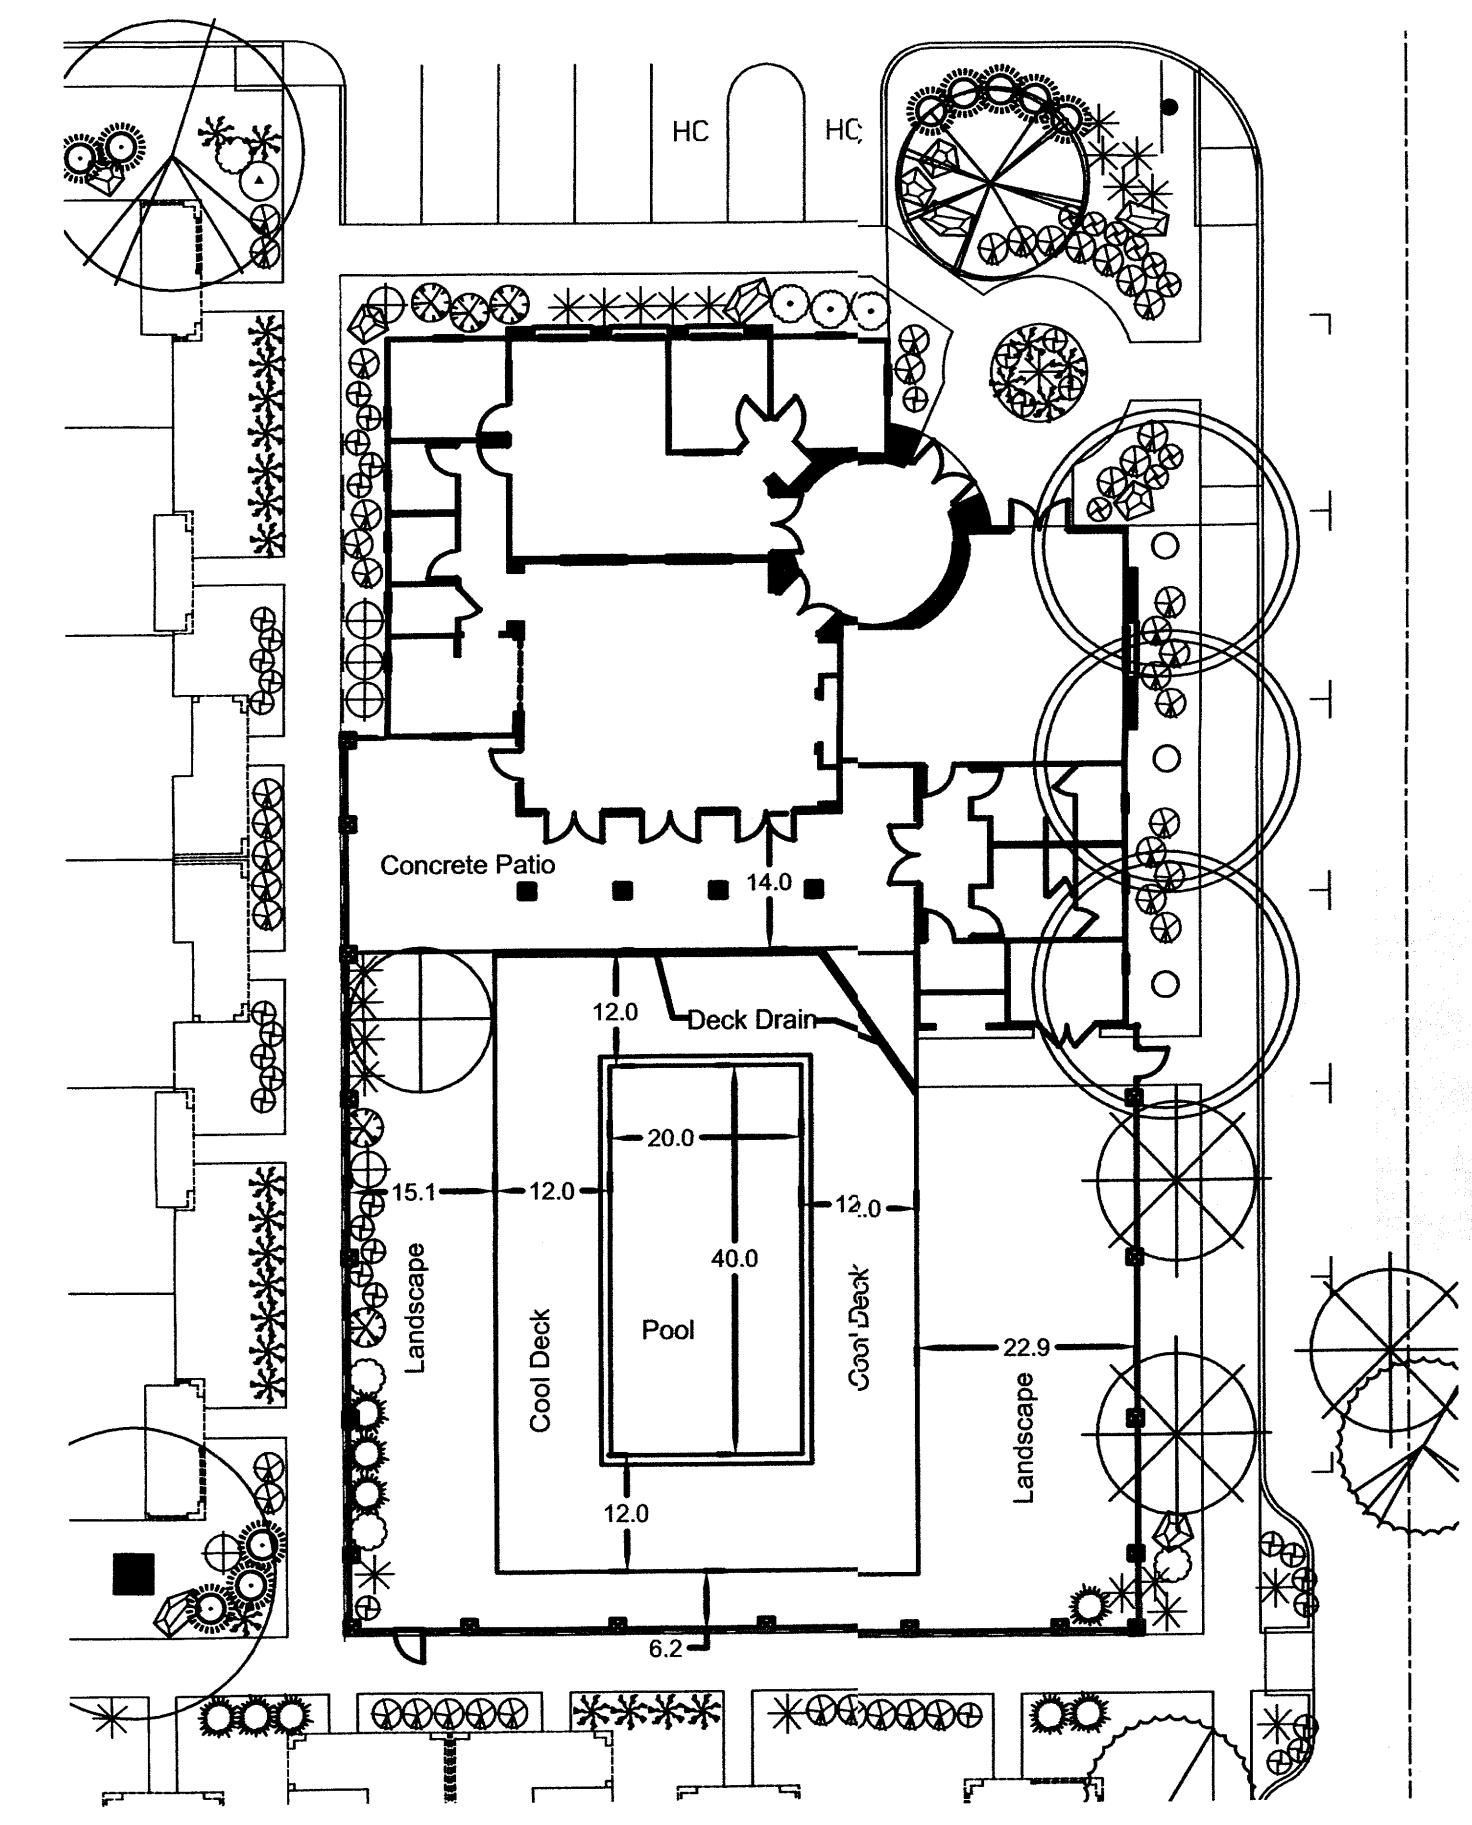 HC
HC
Concrete Patio
14.0
12.0
Deck Drain
20.0
15.1
12.0
12.0
40.0
Landscape
Cool Deck
Pool
Cool Deck
22.9
Landscape
12.0
6.2